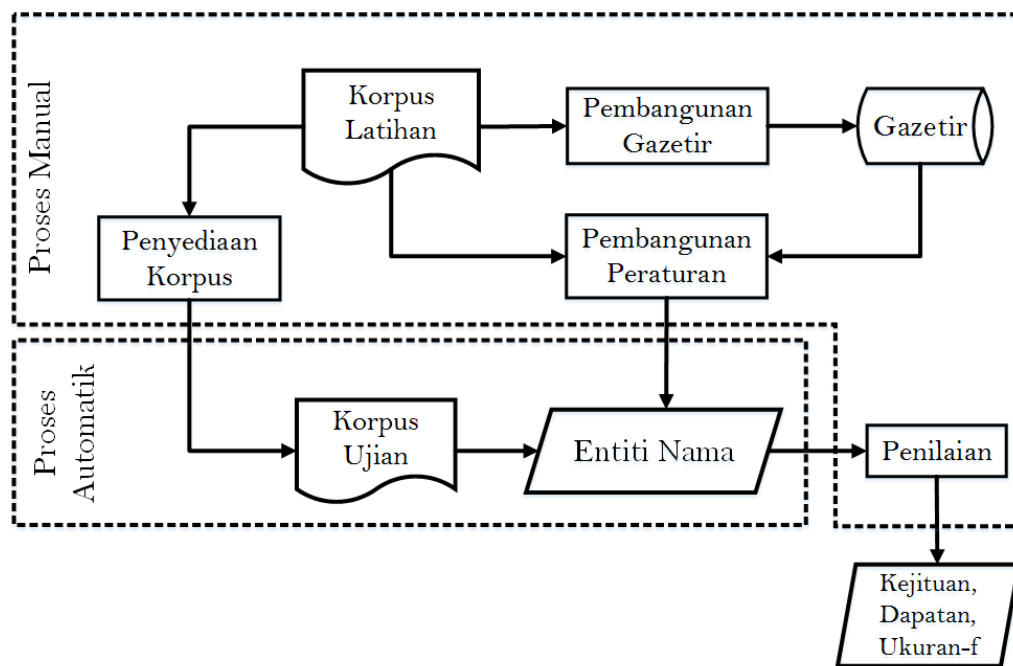 Proses Manual
Korpus
Latihan
Pembangunan
Gazetir
Gazetir
Penyediaan
Korpus
Pembangunan
Peraturan
Proses
Automatik
Korpus
Ujian
Entiti Nama
Penilaian
Kejituan,
Dapatan,
Ukuran-f